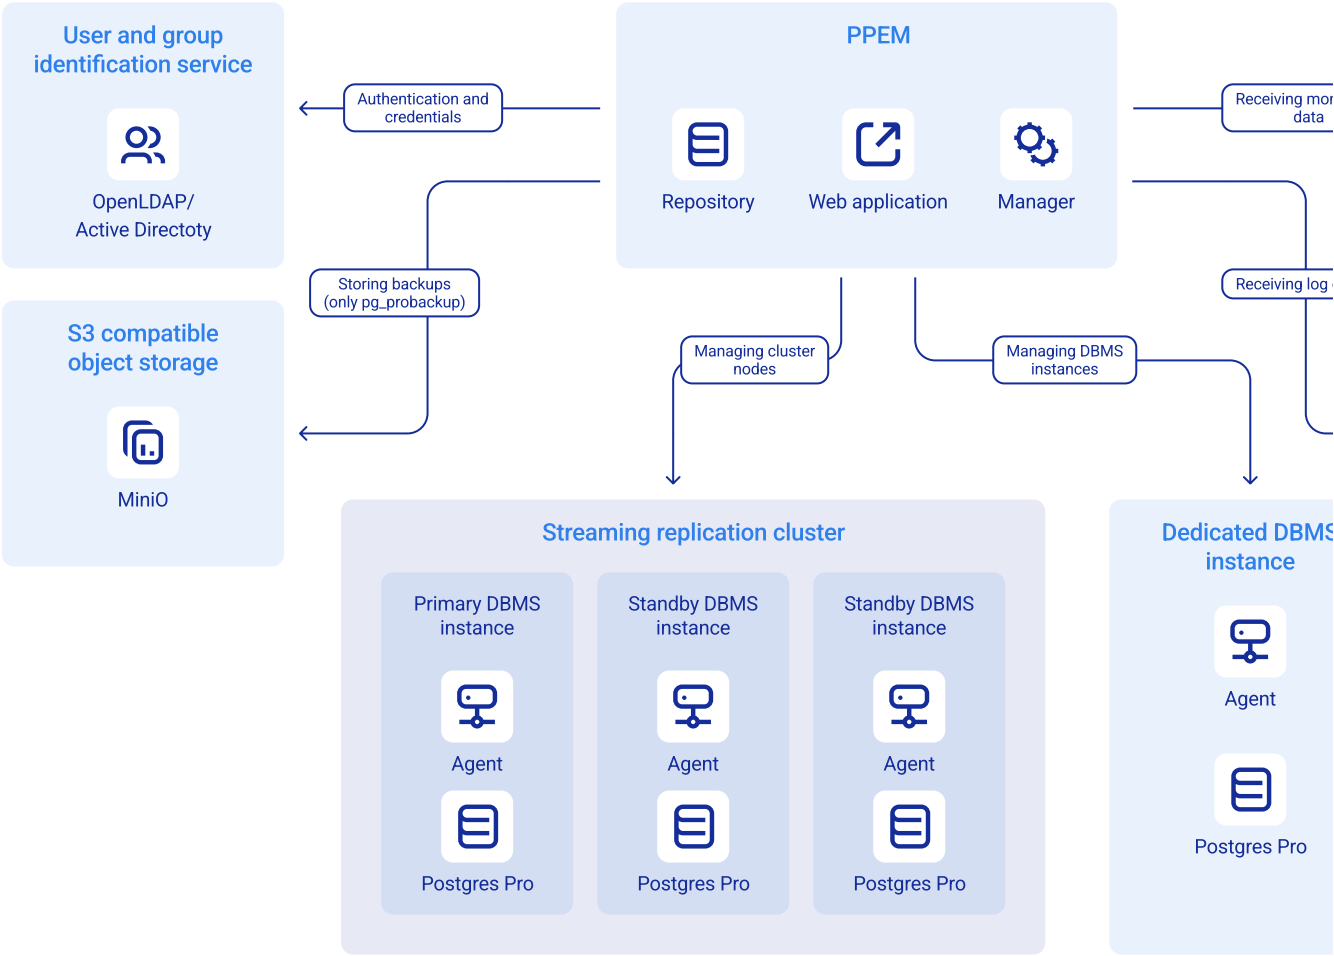 User and group
identification service
OpenLDAP/
Active Directoty
Authentication and
credentials
PPEM
Repository
Web application
Manager
Receiving
data
Storing backups
(only pg_probackup)
Receiving log
S3 compatible
object storage
MiniO
Managing cluster
nodes
Managing DBMS
instances
Streaming replication cluster
Primary DBMS
instance
Agent
Postgres Pro
Standby DBMS
instance
Agent
Postgres Pro
Standby DBMS
instance
Agent
Postgres Pro
Dedicated DBMS
instance
Agent
Postgres Pro